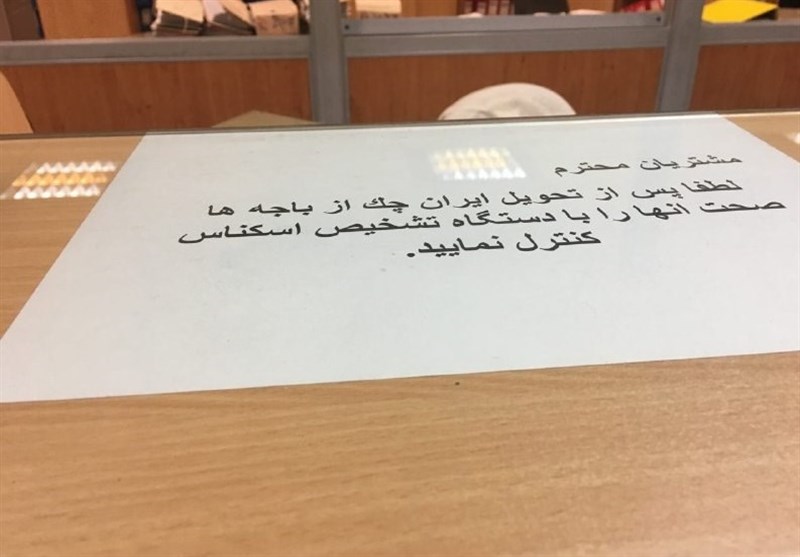 مشتریان محترم
لطفا پس از تحویل ایران چك از باجه ها
صحت انها را با دستگاه تشخیص اسکناس
کنترل نمایید.